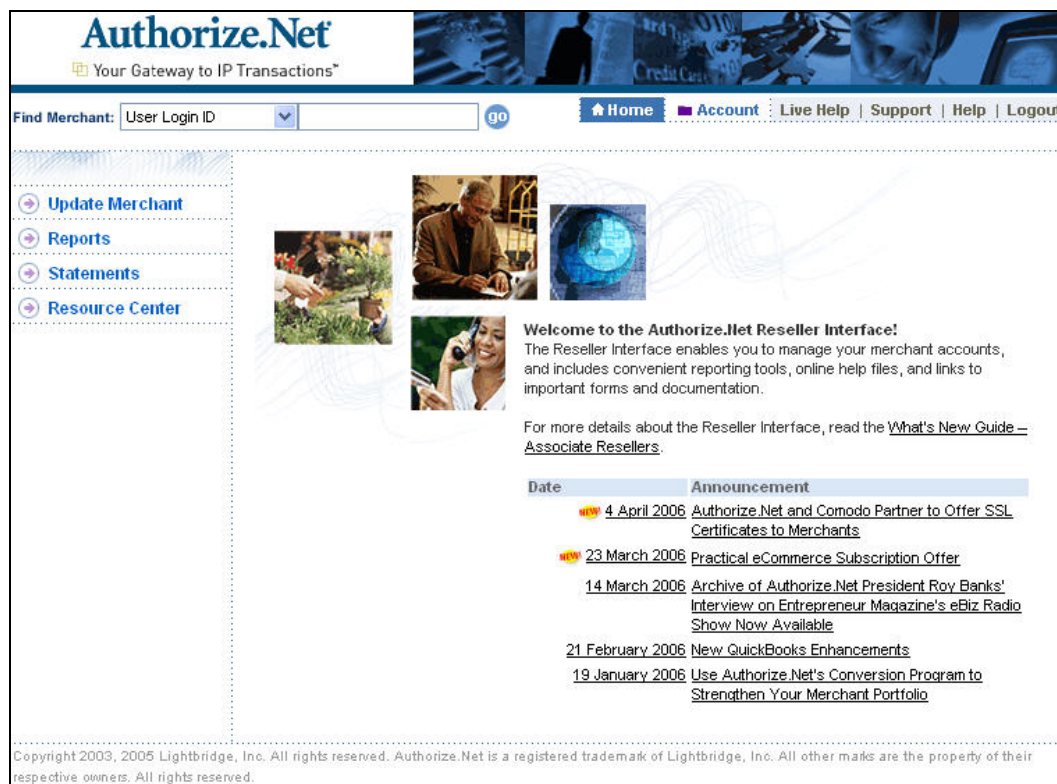 Authorize.Net
Your Gateway to IP Transactions™
Find Merchant: User Login ID go
Home Account Live Help | Support | Help | Logout
Update Merchant
Reports
Statements
Resource Center
Welcome to the Authorize.Net Reseller Interface!
The Reseller Interface enables you to manage your merchant accounts,
and includes convenient reporting tools, online help files, and links to
important forms and documentation.
For more details about the Reseller Interface, read the What's New Guide –
Associate Resellers.
Date Announcement
NEW! 4 April 2006 Authorize.Net and Comodo Partner to Offer SSL
Certificates to Merchants
NEW! 23 March 2006 Practical eCommerce Subscription Offer
14 March 2006 Archive of Authorize.Net President Roy Banks'
Interview on Entrepreneur Magazine's eBiz Radio
Show Now Available
21 February 2006 New QuickBooks Enhancements
19 January 2006 Use Authorize.Net's Conversion Program to
Strengthen Your Merchant Portfolio
Copyright 2003, 2005 Lightbridge, Inc. All rights reserved. Authorize.Net is a registered trademark of Lightbridge, Inc. All other marks are the property of their
respective owners. All rights reserved.